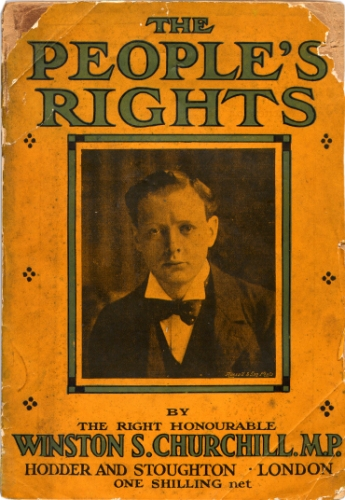 THE
PEOPLE'S
RIGHTS
BY
THE RIGHT HONOURABLE
WINSTON S. CHURCHILL, M.P.
HODDER AND STOUGHTON · LONDON
ONE SHILLING net